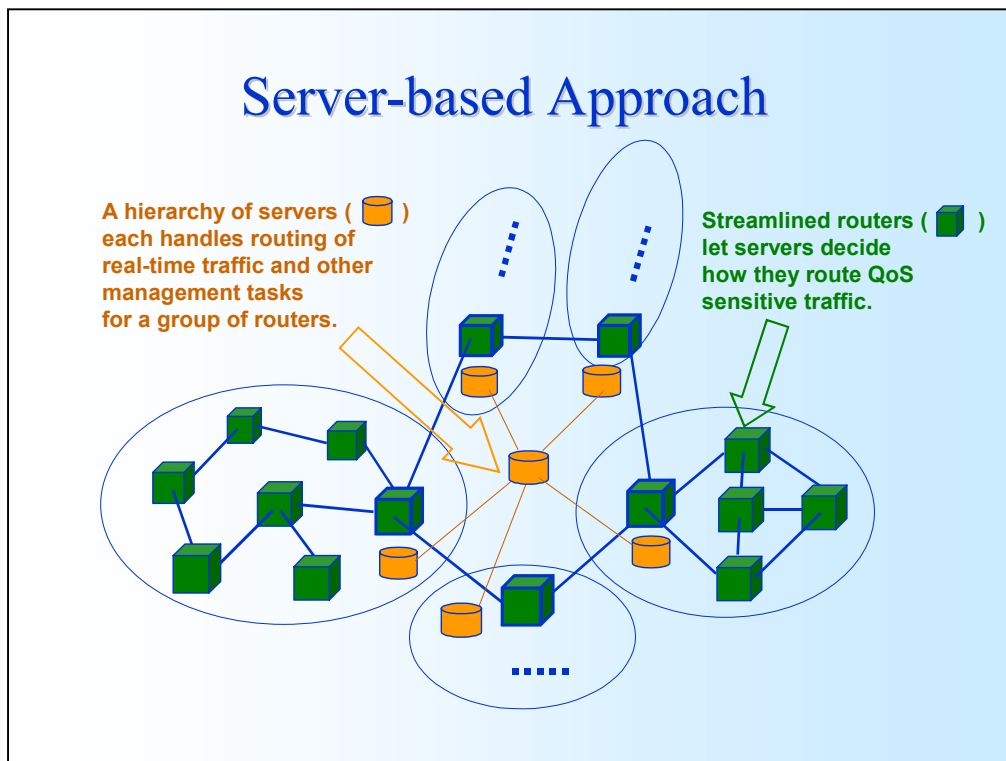 Server-based Approach
A hierarchy of servers ( )
each handles routing of
real-time traffic and other
management tasks
for a group of routers.
Streamlined routers ( )
let servers decide
how they route QoS
sensitive traffic.